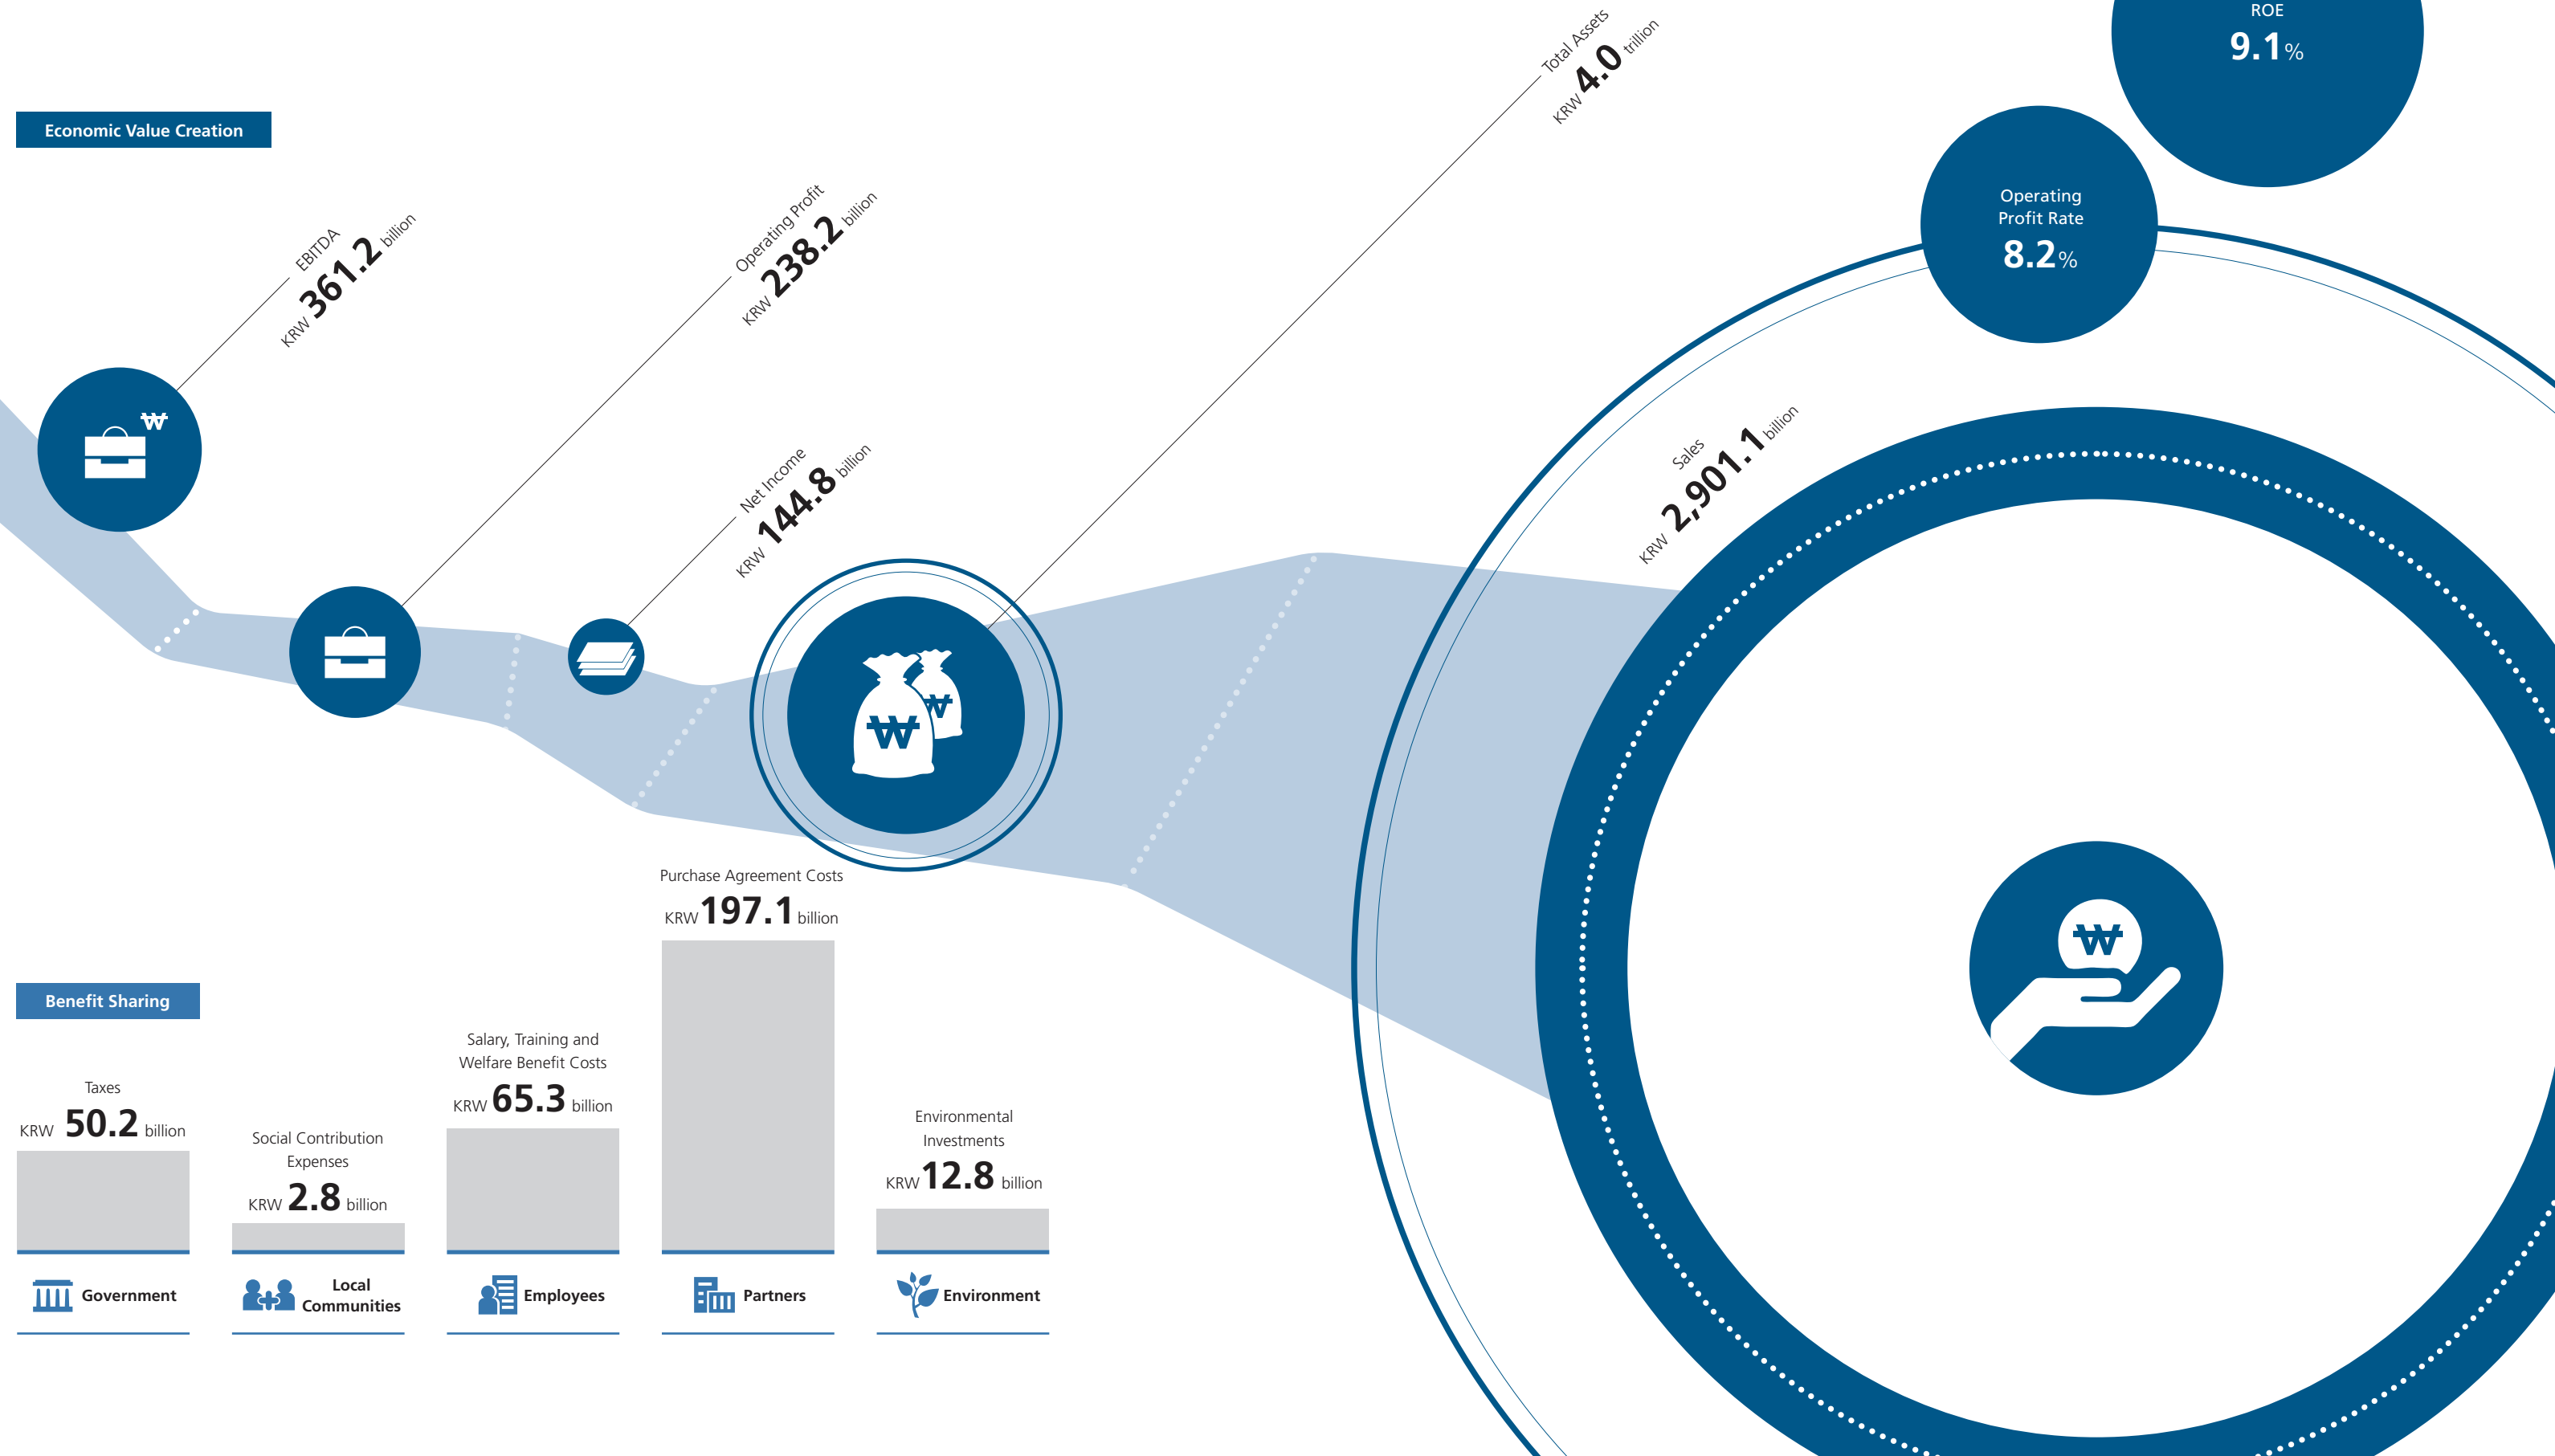 ROE
9.1%
Operating
Profit Rate
8.2%
Economic Value Creation
EBITDA
KRW 361.2 billion
Operating Profit
KRW 238.2 billion
Net Income
KRW 144.8 billion
Total Assets
KRW 4.0 trillion
Sales
KRW 2,901.1 billion
₩
₩
₩
₩
Benefit Sharing
Taxes
KRW 50.2 billion
Social Contribution
Expenses
KRW 2.8 billion
Salary, Training and
Welfare Benefit Costs
KRW 65.3 billion
Purchase Agreement Costs
KRW 197.1 billion
Environmental
Investments
KRW 12.8 billion
Government
Local
Communities
Employees
Partners
Environment